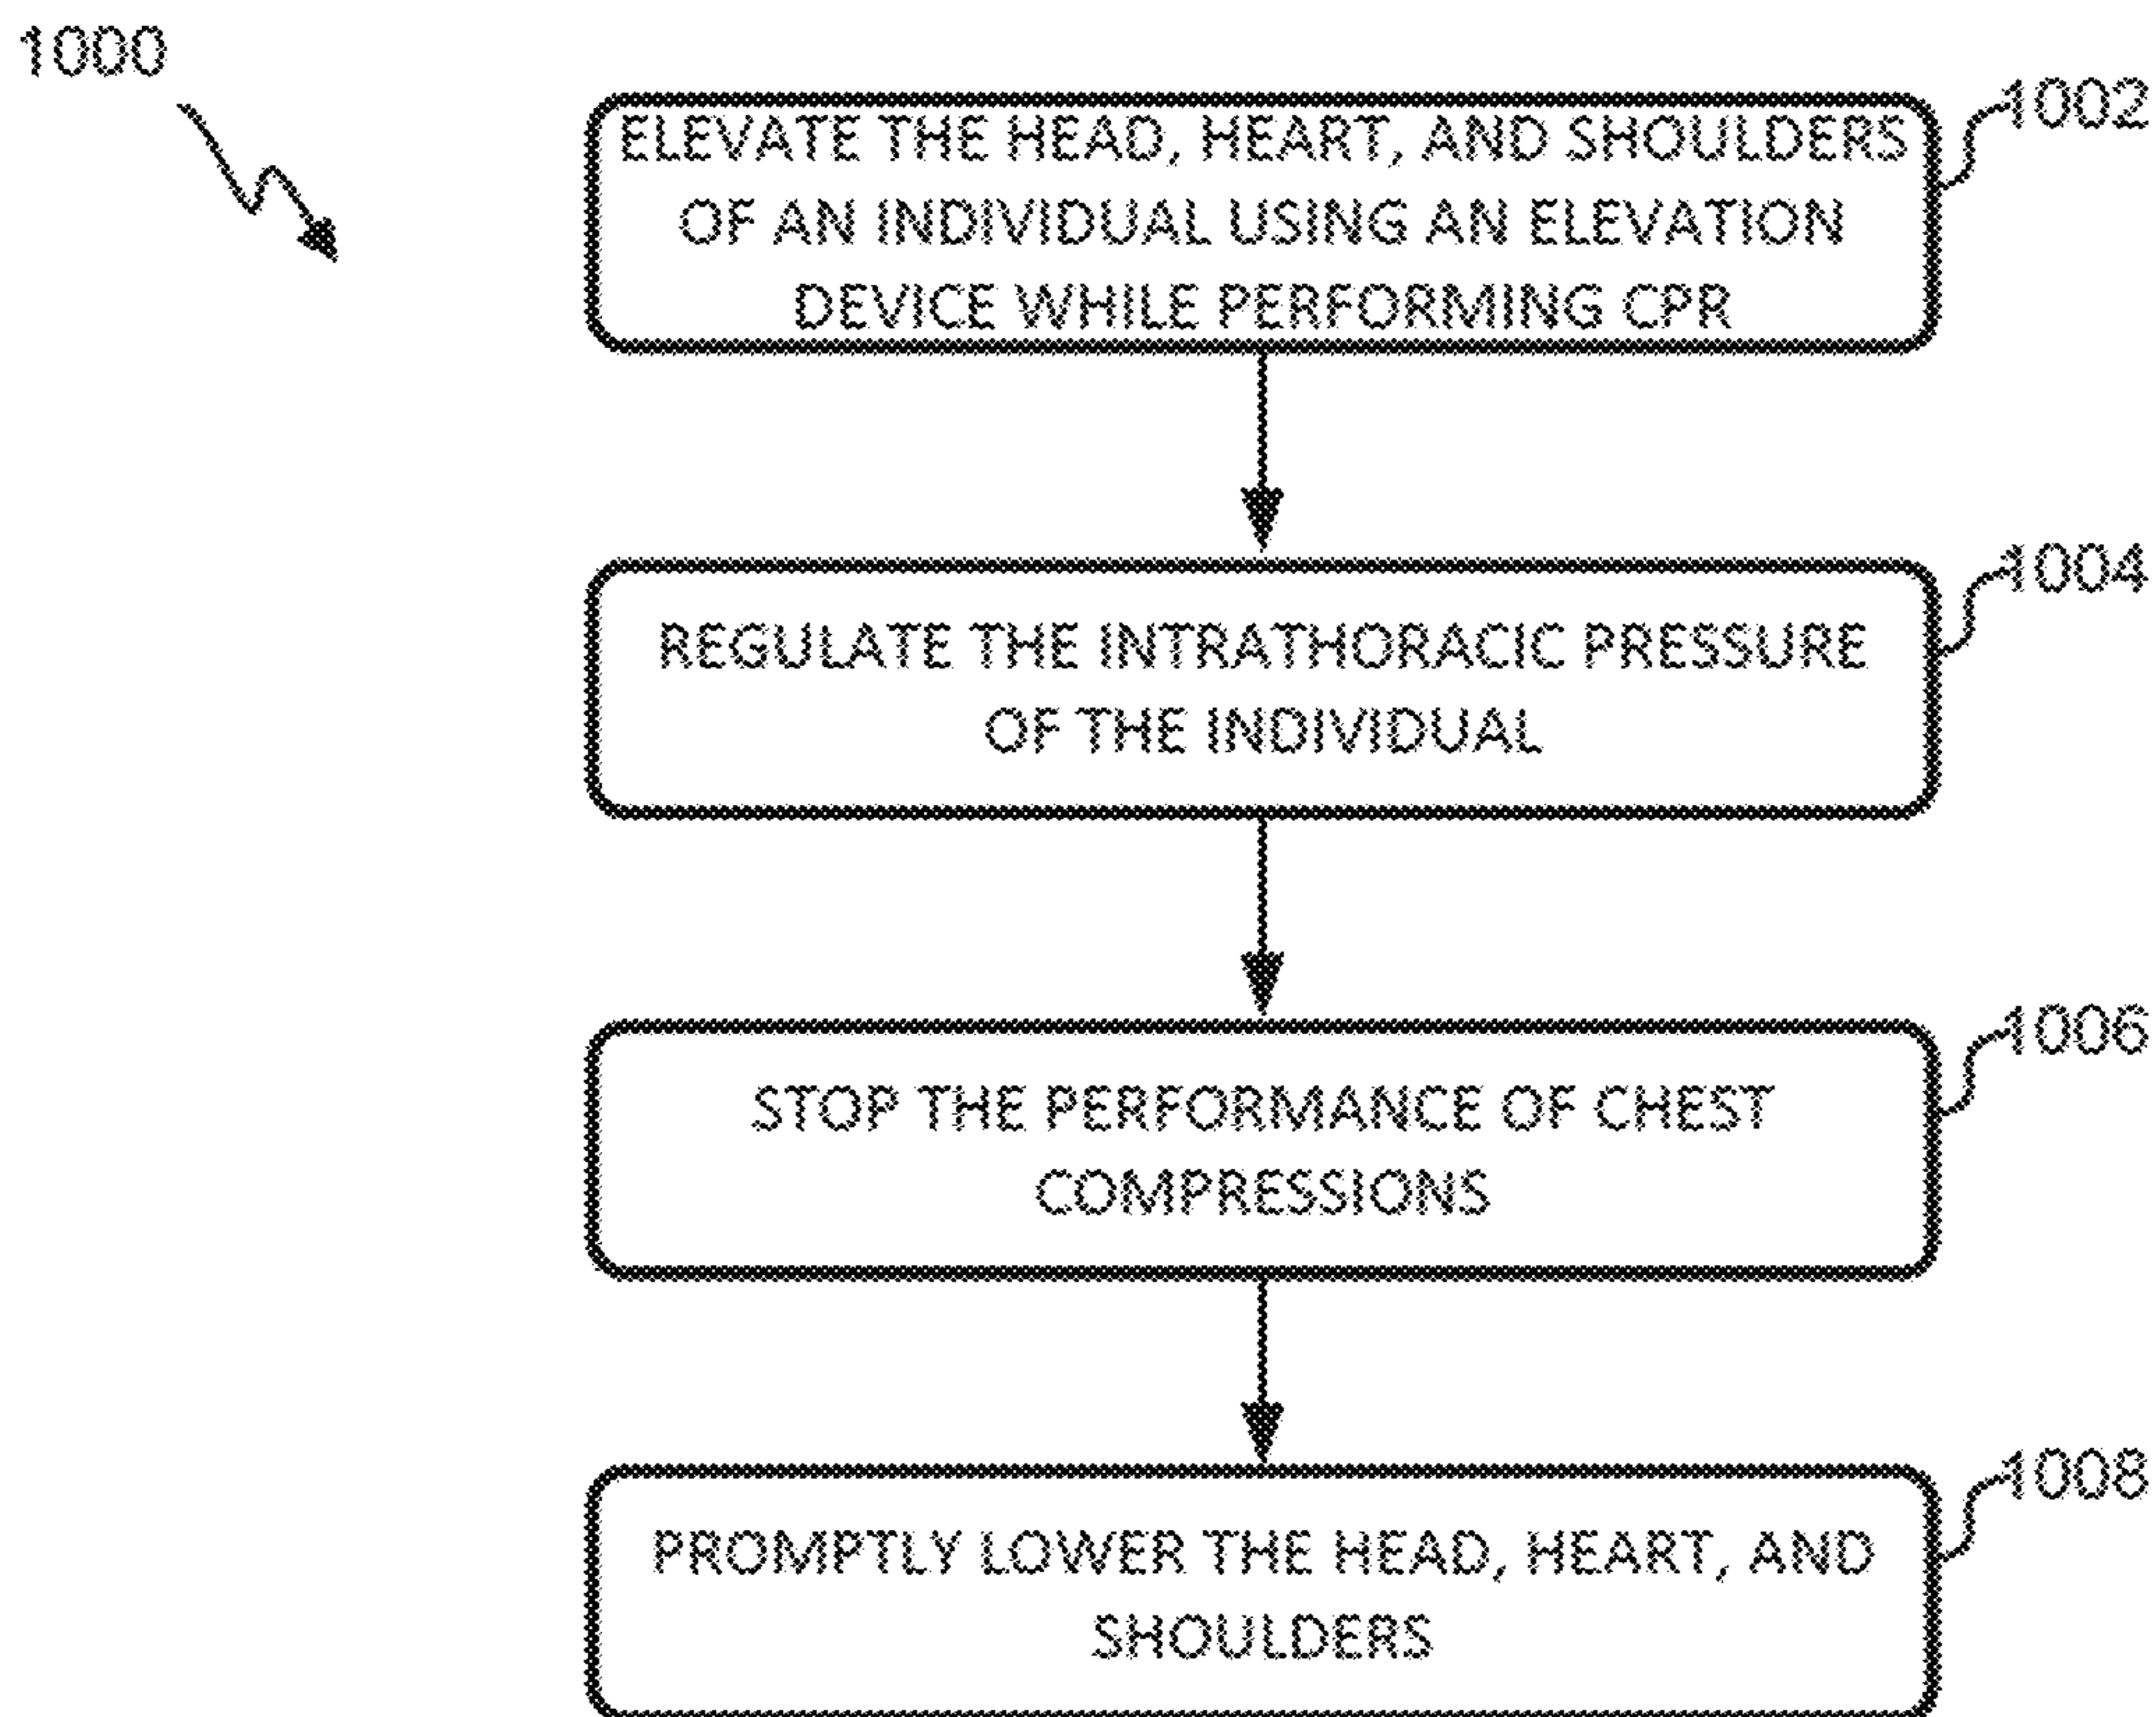 1000
1002
ELEVATE THE HEAD, HEART, AND SHOULDERS
OF AN INDIVIDUAL USING AN ELEVATION
DEVICE WHILE PERFORMING CPR
1004
REGULATE THE INTRATHORACIC PRESSURE
OF THE INDIVIDUAL
1006
STOP THE PERFORMANCE OF CHEST
COMPRESSIONS
1008
PROMPTLY LOWER THE HEAD, HEART, AND
SHOULDERS